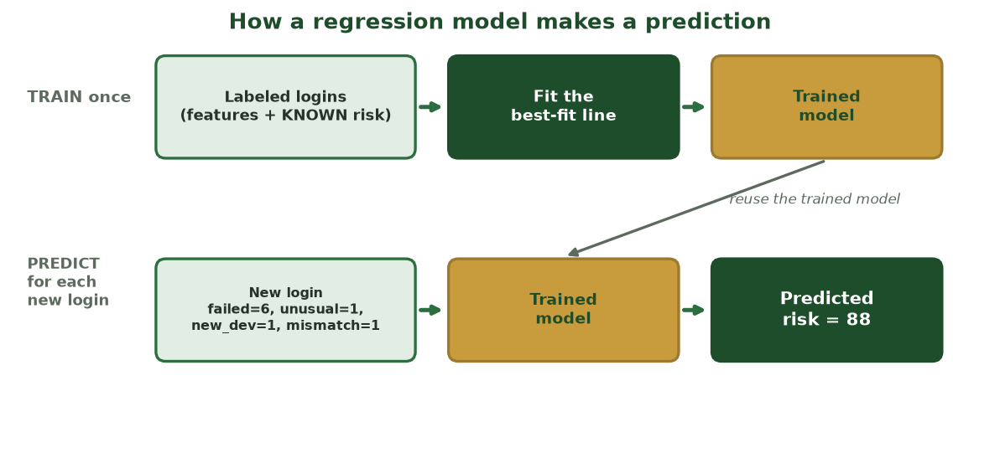 How a regression model makes a prediction
TRAIN once
Labeled logins
(features + KNOWN risk)
Fit the
best-fit line
Trained
model
reuse the trained model
PREDICT
for each
new login
New login
failed=6, unusual=1,
new_dev=1, mismatch=1
Trained
model
Predicted
risk = 88